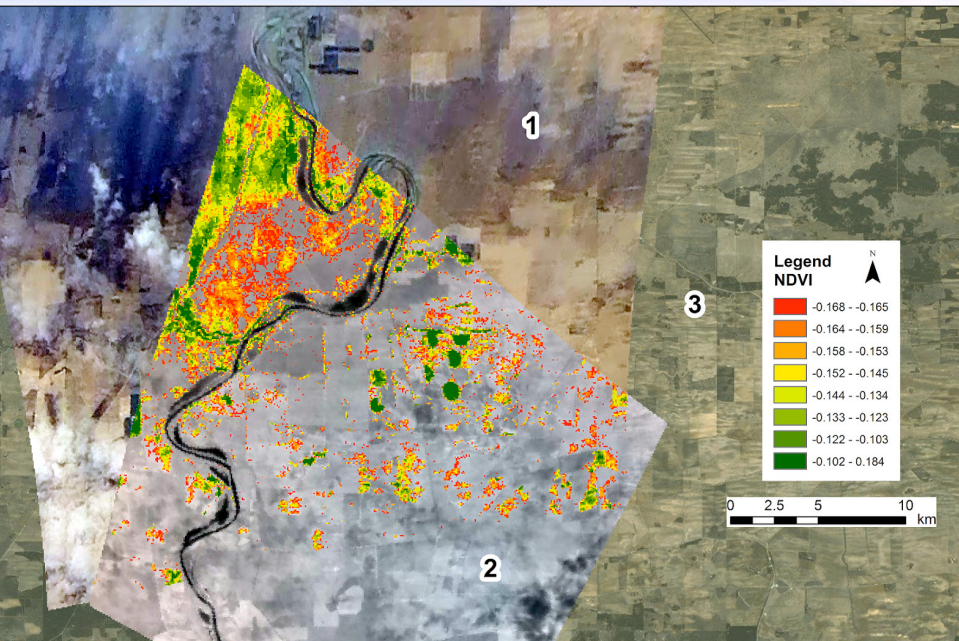 1
2
3
Legend
NDVI
N
-0.168 - -0.165
-0.164 - -0.159
-0.158 - -0.153
-0.152 - -0.145
-0.144 - -0.134
-0.133 - -0.123
-0.122 - -0.103
-0.102 - 0.184
0 2.5 5 10
km